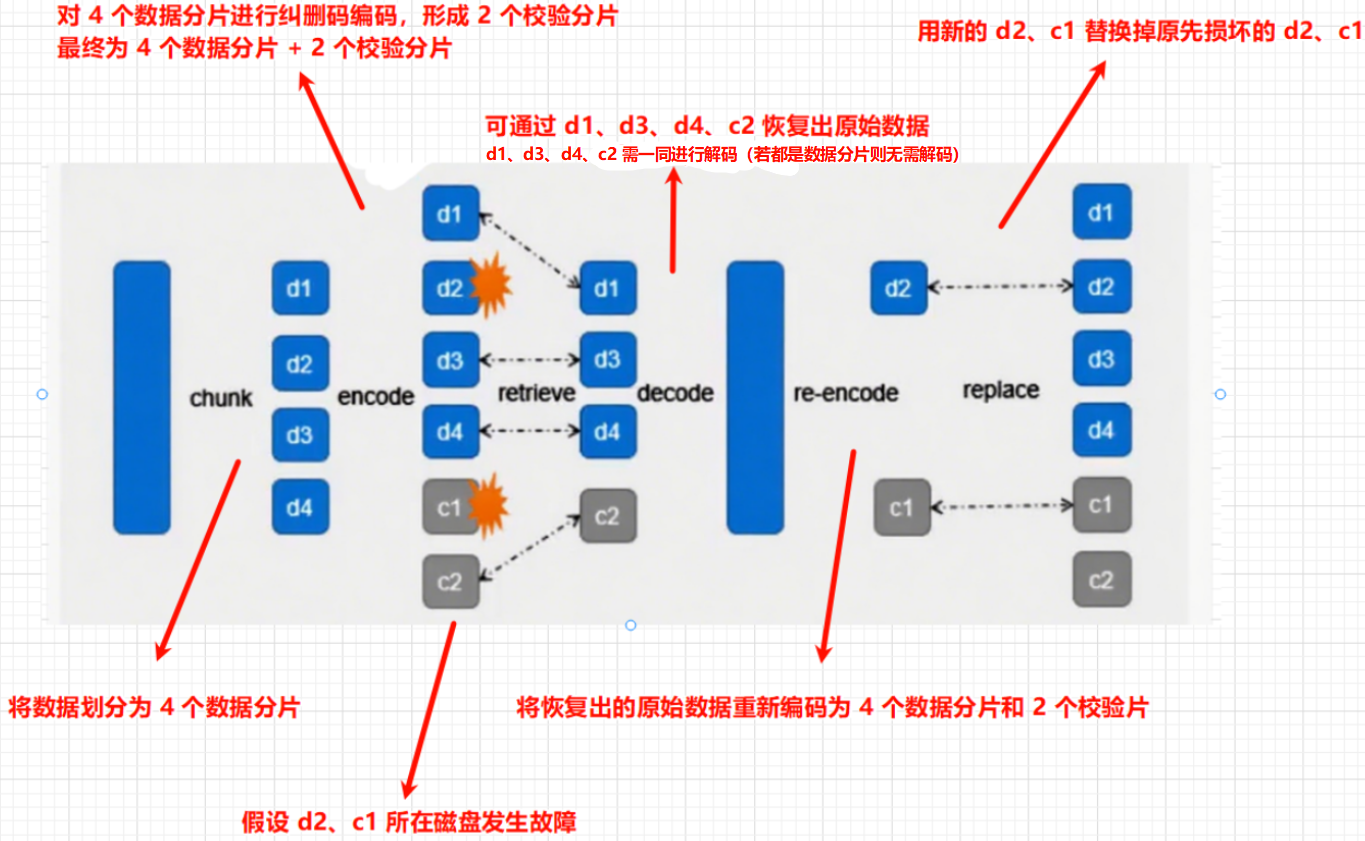 对 4 个数据分片进行纠删码编码，形成 2 个校验分片
最终为 4 个数据分片 + 2 个校验分片
用新的 d2、c1 替换掉原先损坏的 d2、c1
可通过 d1、d3、d4、c2 恢复出原始数据
d1、d3、d4、c2 需一同进行解码（若都是数据分片则无需解码）
chunk
d1
d2
d3
d4
encode
d1
d2
d3
d4
c1
c2
retrieve
d1
d3
d4
c2
decode
re-encode
d2
c1
replace
d1
d2
d3
d4
c1
c2
将数据划分为 4 个数据分片
将恢复出的原始数据重新编码为 4 个数据分片和 2 个校验片
假设 d2、c1 所在磁盘发生故障